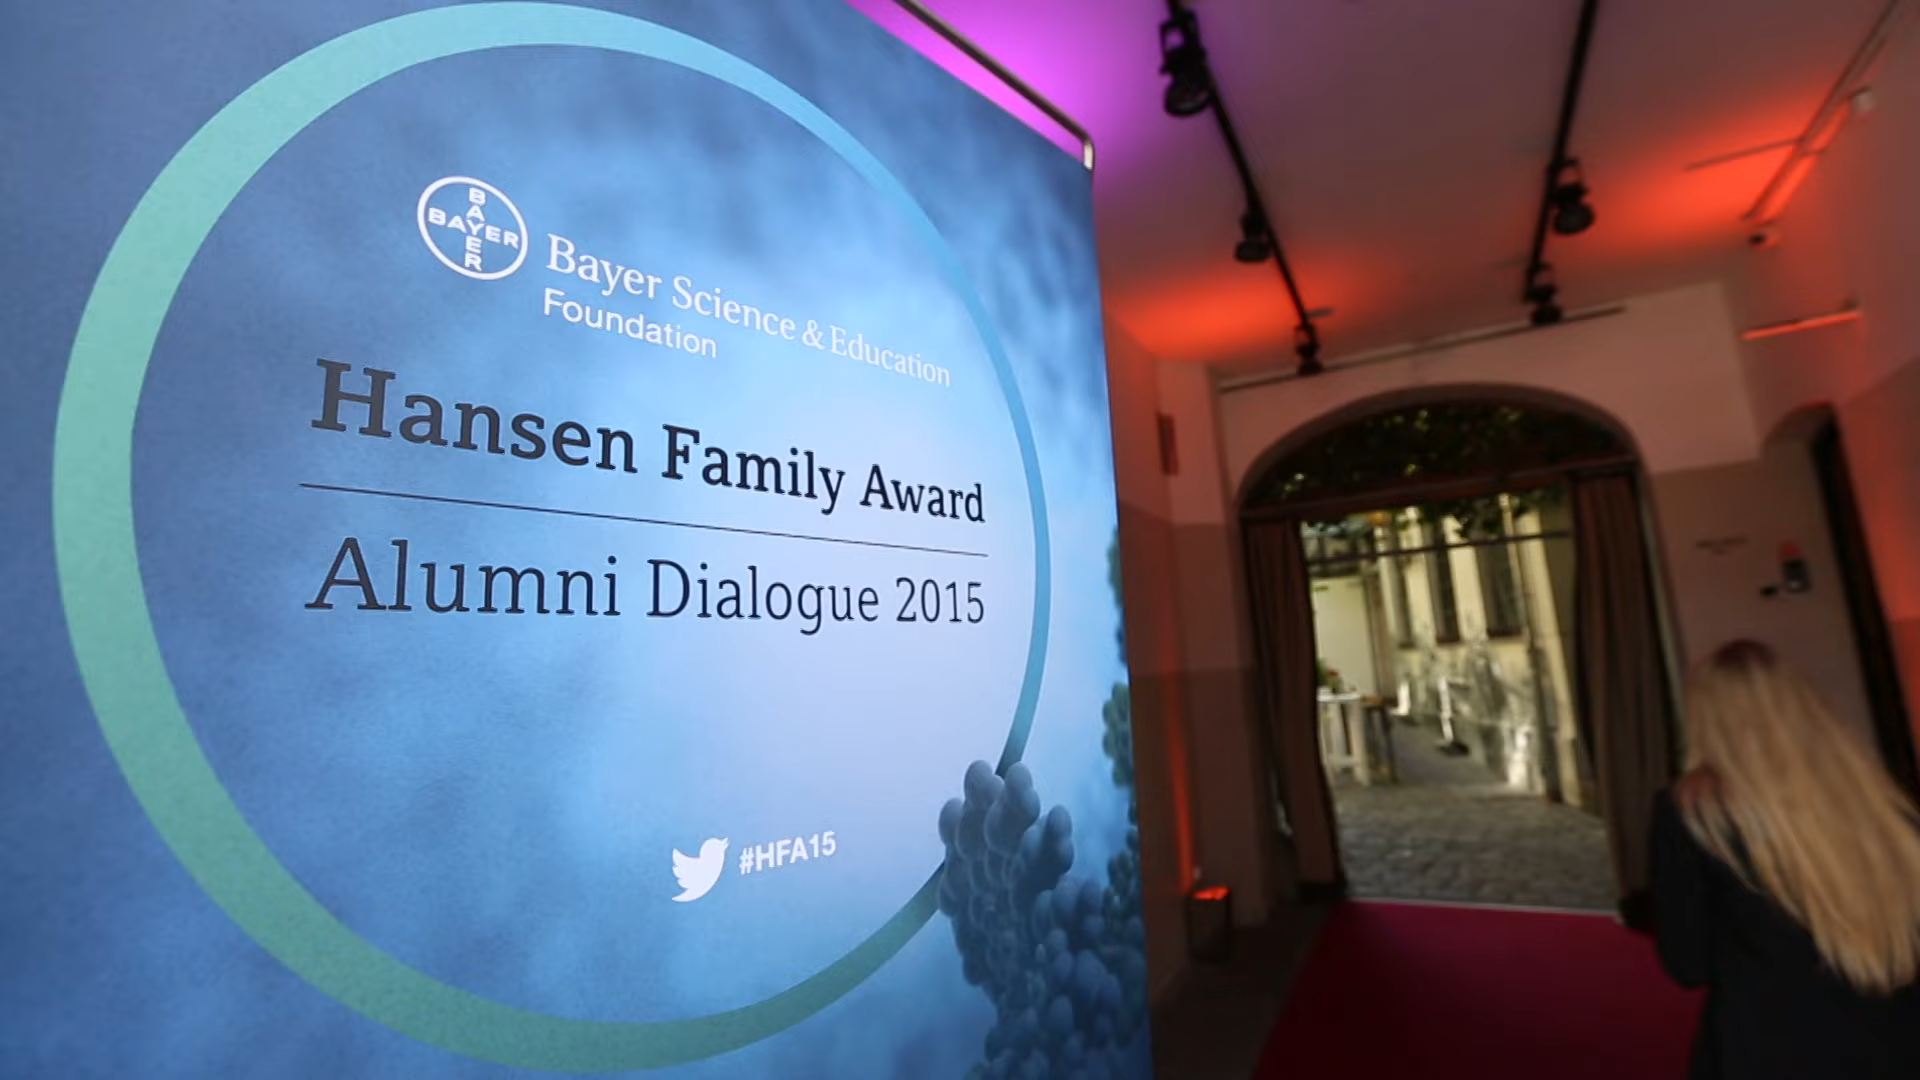 BAYER
BAYER
Bayer Science & Education
Foundation
Hansen Family Award
Alumni Dialogue 2015
#HFA15